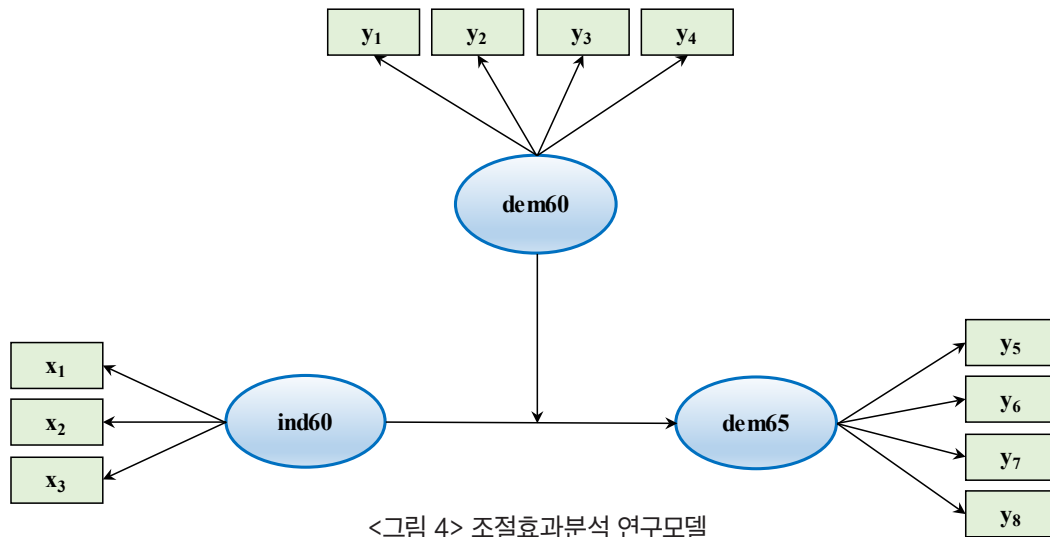 y₁ y₂ y₃ y₄
dem60
x₁
x₂
x₃
ind60
dem65
y₅
y₆
y₇
y₈
<그림 4> 조절효과분석 연구모델